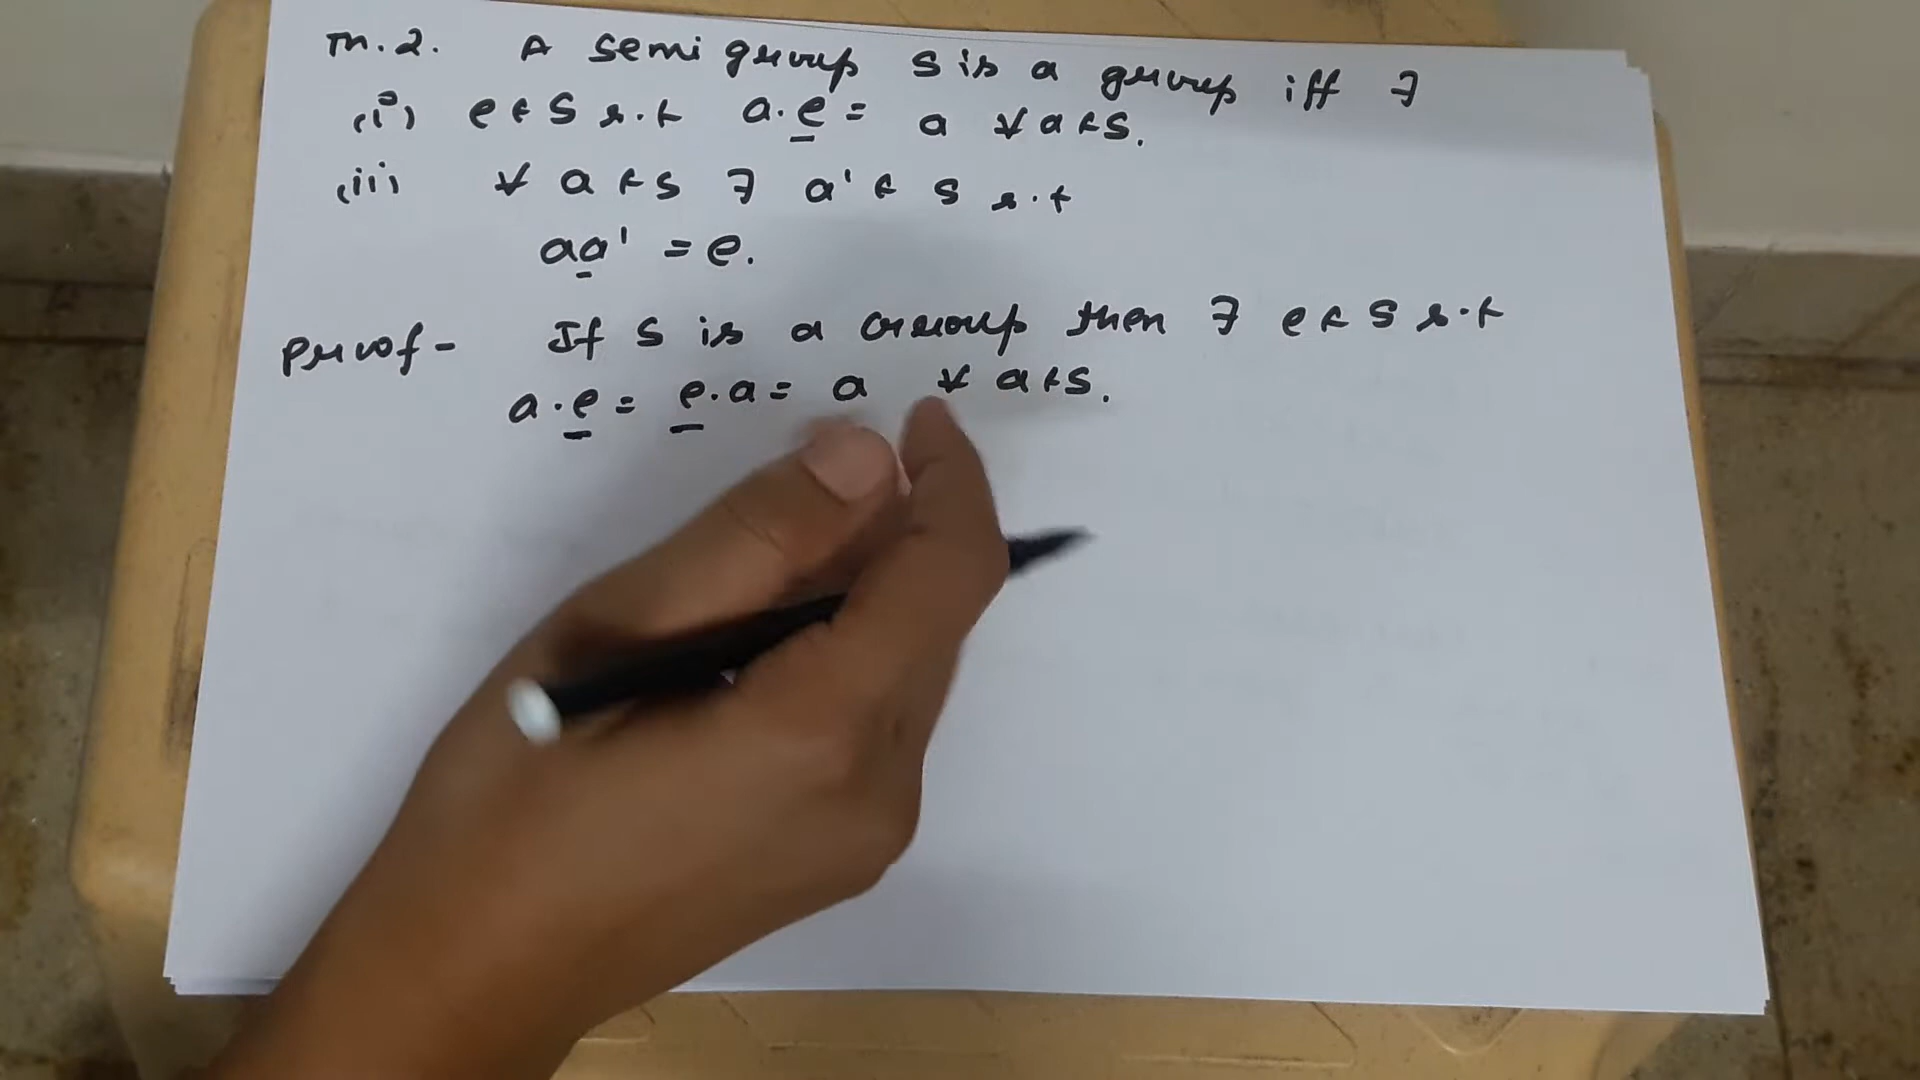 Th. 2. A semi group S is a group iff ∃
(i) e ∈ S s.t a.e = a ∀ a ∈ S.
(ii) ∀ a ∈ S ∃ a' ∈ S s.t
aa' = e.
Proof - If S is a Group then ∃ e ∈ S s.t
a.e = e.a = a ∀ a ∈ S.